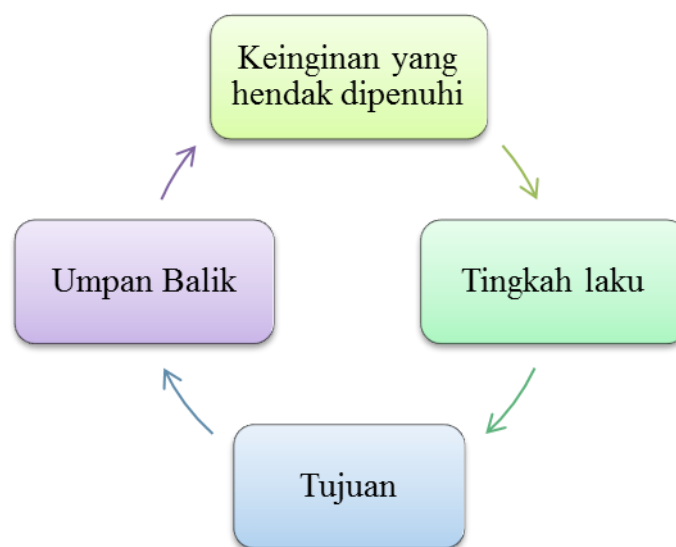 Keinginan yang
hendak dipenuhi
Tingkah laku
Tujuan
Umpan Balik